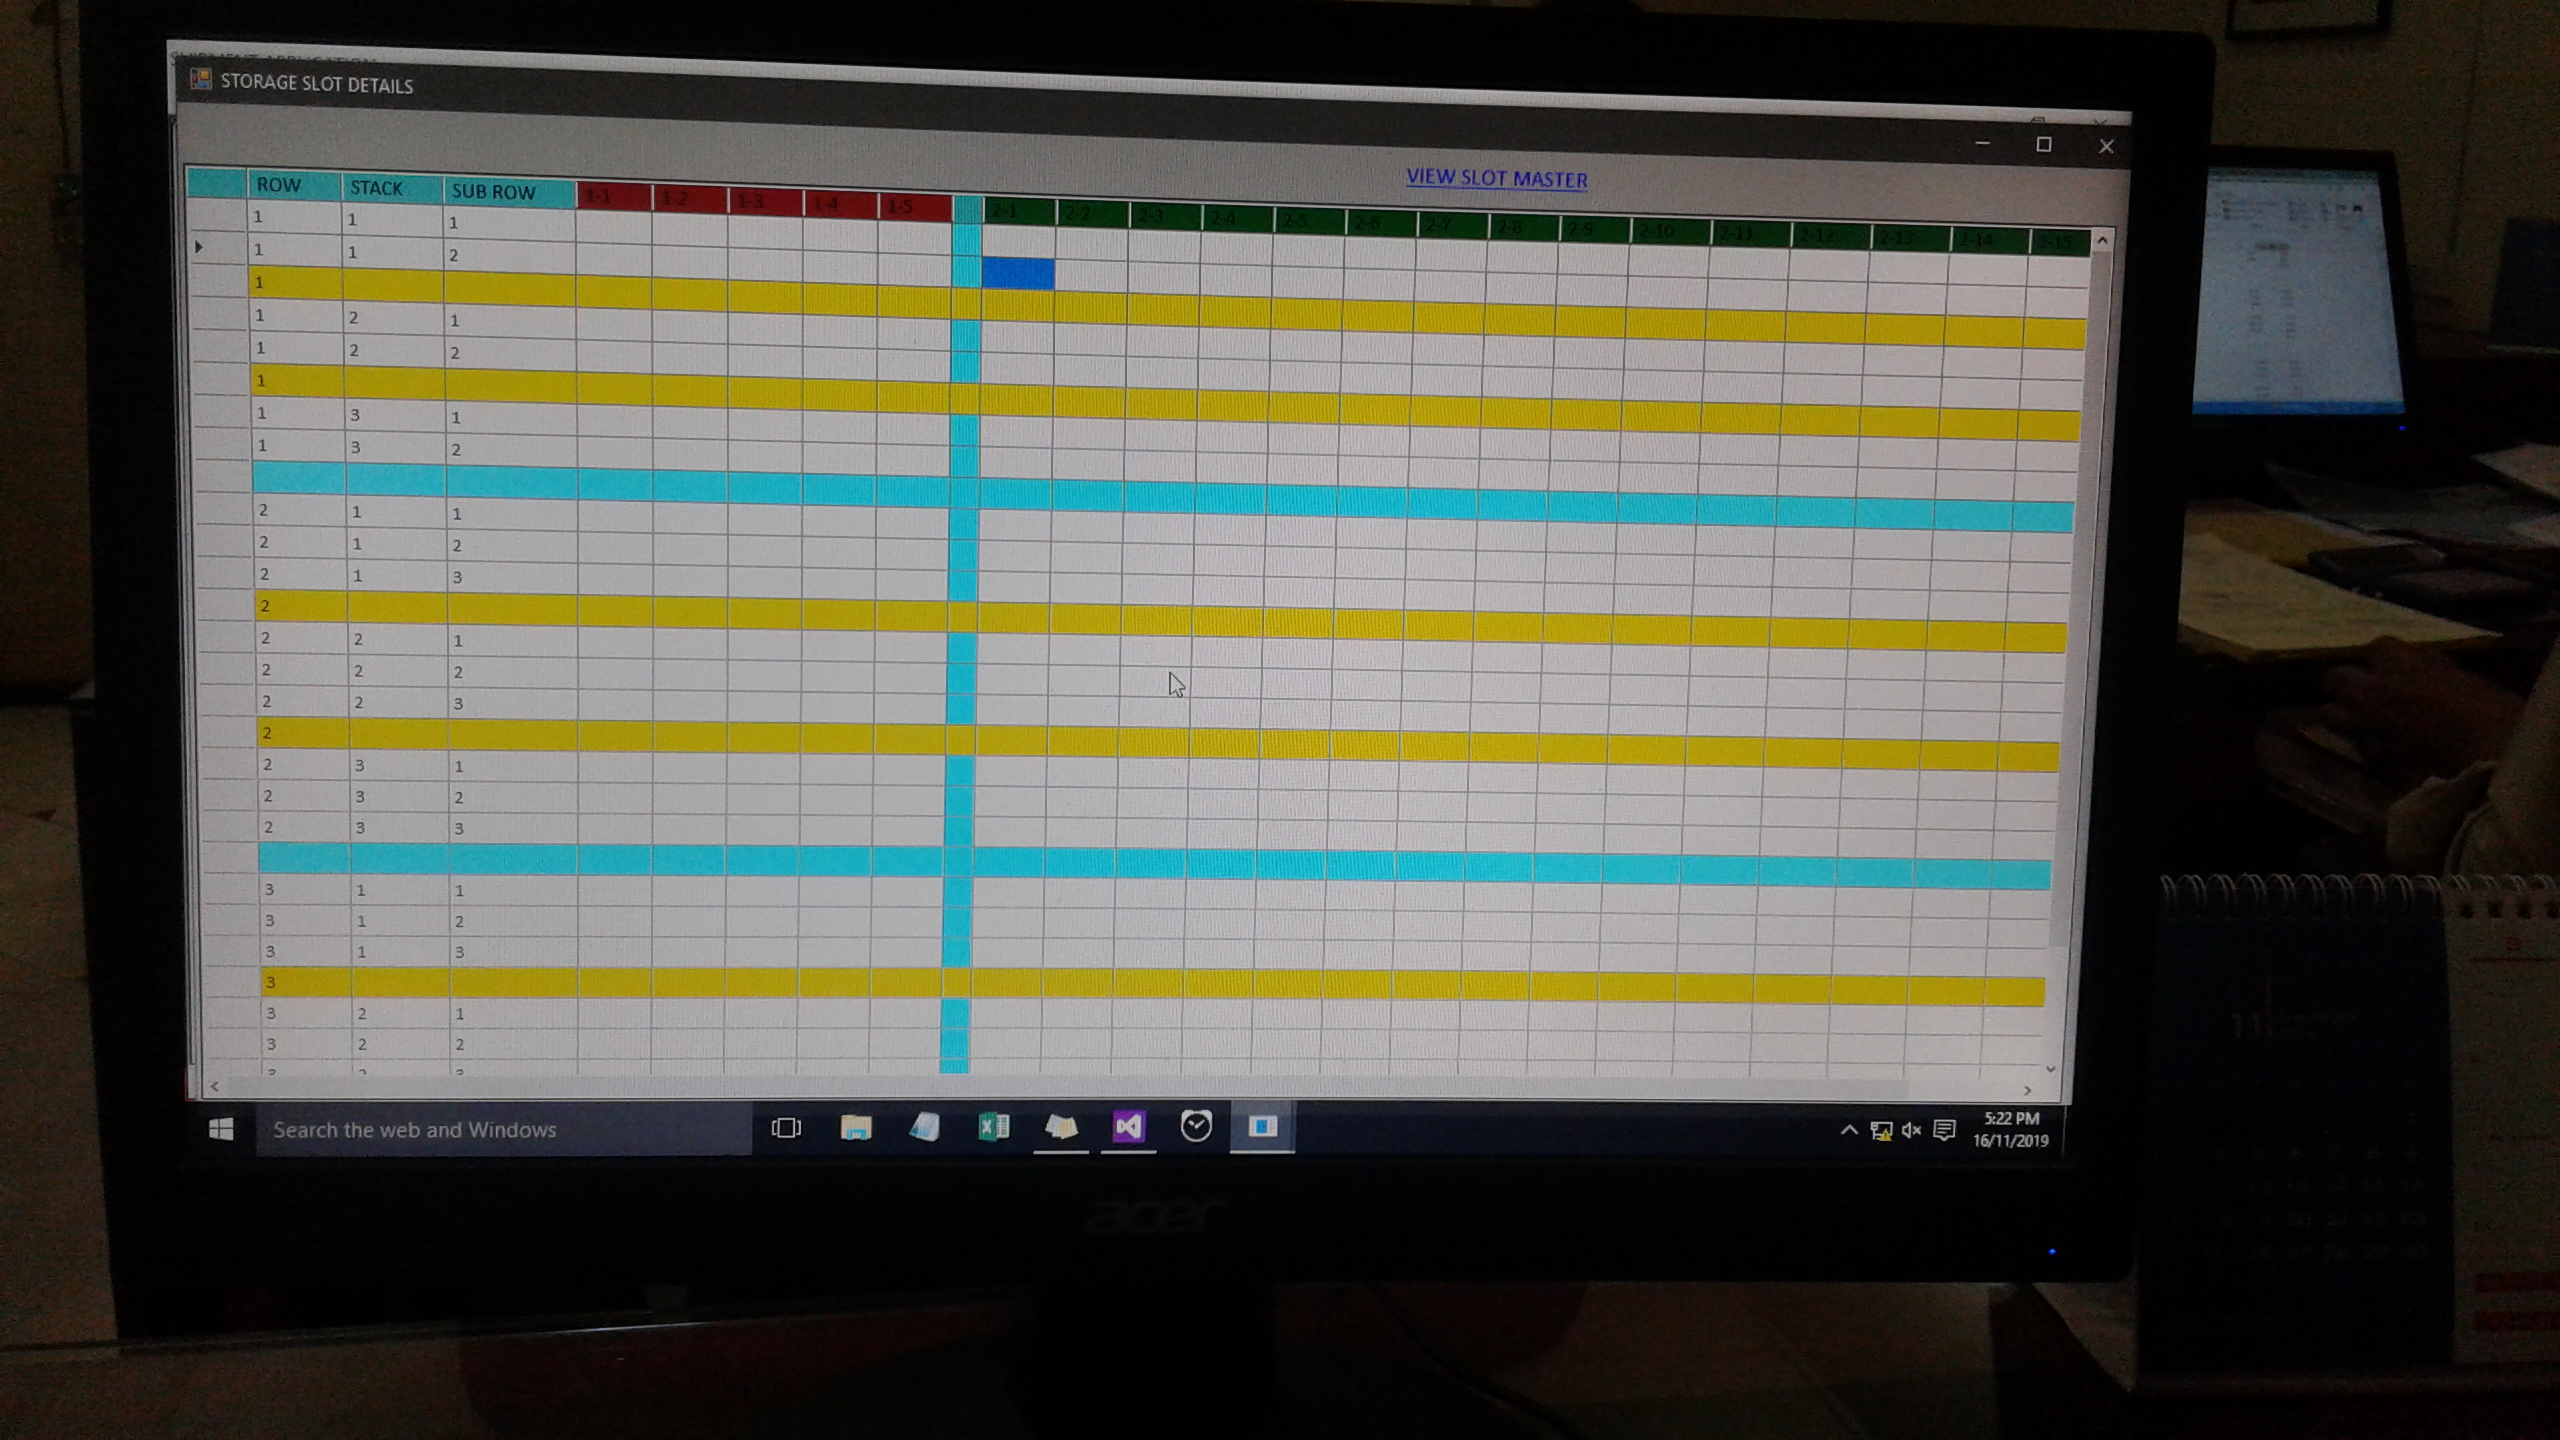 SHIPMENT APPLICATION
STORAGE SLOT DETAILS
VIEW SLOT MASTER
ROW STACK SUB ROW 1-1 1-2 1-3 1-4 1-5 2-1 2-2 2-3 2-4 2-5 2-6 2-7 2-8 2-9 2-10 2-11 2-12 2-13 2-14 2-15
1 1 1
1 1 2
1
1 2 1
1 2 2
1
1 3 1
1 3 2
2 1 1
2 1 2
2 1 3
2
2 2 1
2 2 2
2 2 3
2
2 3 1
2 3 2
2 3 3
3 1 1
3 1 2
3 1 3
3
3 2 1
3 2 2
Search the web and Windows
5:22 PM
16/11/2019
acer
11